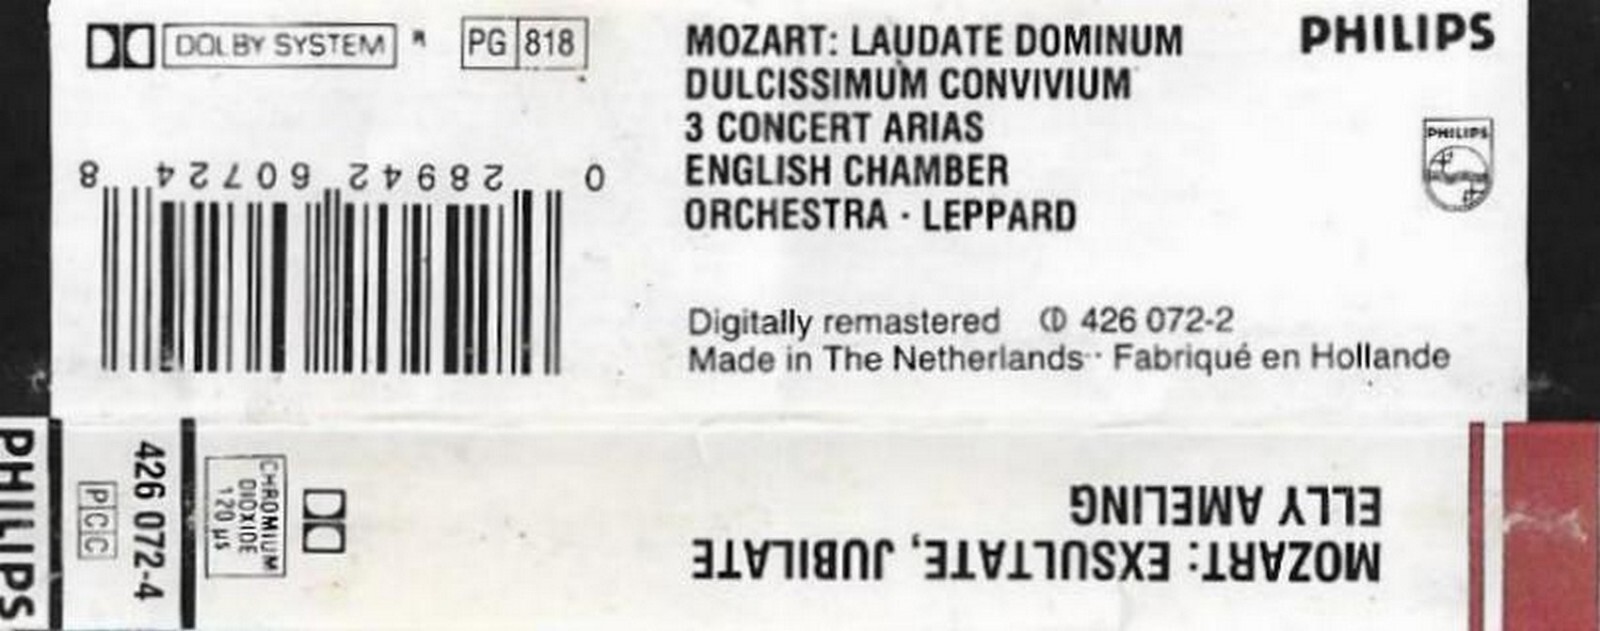 DOLBY SYSTEM
PG 818
MOZART: LAUDATE DOMINUM
DULCISSIMUM CONVIVIUM
3 CONCERT ARIAS
ENGLISH CHAMBER
ORCHESTRA · LEPPARD
PHILIPS
PHILIPS
0 28942 60724 8
Digitally remastered CD 426 072-2
Made in The Netherlands · Fabriqué en Hollande
PHILIPS
426 072-4
PCC
CHROMIUM
DIOXIDE
120 µs
MOZART: EXSULTATE, JUBILATE
ELLY AMELING